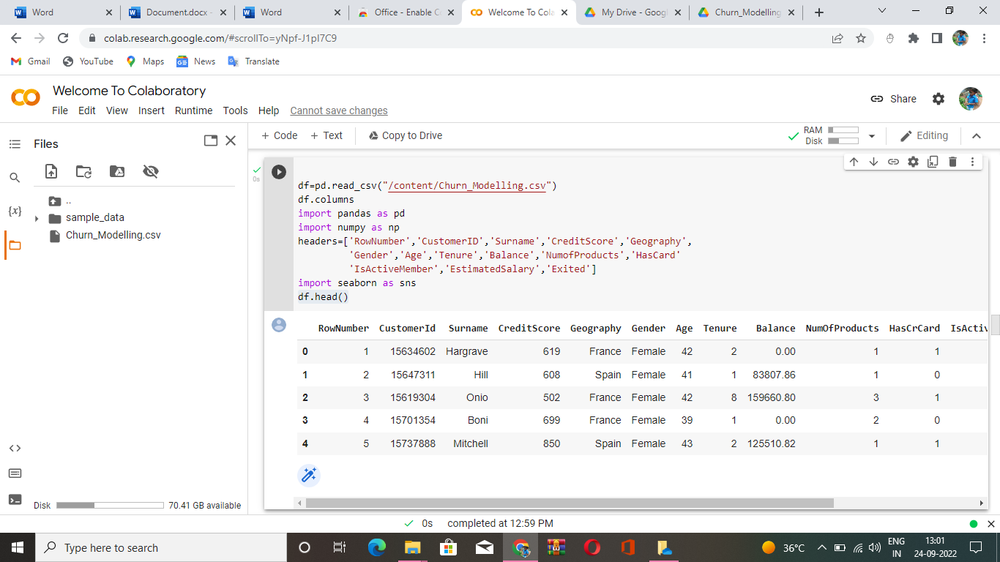 Word
Document.docx -
Word
Office - Enable C
Welcome To Cola
My Drive - Googl
Churn_Modelling
colab.research.google.com/#scrollTo=yNpf-J1pI7C9
Gmail YouTube Maps News Translate
Welcome To Colaboratory
File Edit View Insert Runtime Tools Help Cannot save changes
Share
Files
+ Code + Text Copy to Drive
RAM
Disk
Editing
..
sample_data
Churn_Modelling.csv
{x}
<>
Disk 70.41 GB available
0s
df=pd.read_csv("/content/Churn_Modelling.csv")
df.columns
import pandas as pd
import numpy as np
headers=['RowNumber','CustomerID','Surname','CreditScore','Geography',
'Gender','Age','Tenure','Balance','NumofProducts','HasCard'
'IsActiveMember','EstimatedSalary','Exited']
import seaborn as sns
df.head()
RowNumber CustomerId Surname CreditScore Geography Gender Age Tenure Balance NumOfProducts HasCrCard IsActiv
0 1 15634602 Hargrave 619 France Female 42 2 0.00 1 1
1 2 15647311 Hill 608 Spain Female 41 1 83807.86 1 0
2 3 15619304 Onio 502 France Female 42 8 159660.80 3 1
3 4 15701354 Boni 699 France Female 39 1 0.00 2 0
4 5 15737888 Mitchell 850 Spain Female 43 2 125510.82 1 1
0s completed at 12:59 PM
Type here to search
36°C
ENG
IN
13:01
24-09-2022